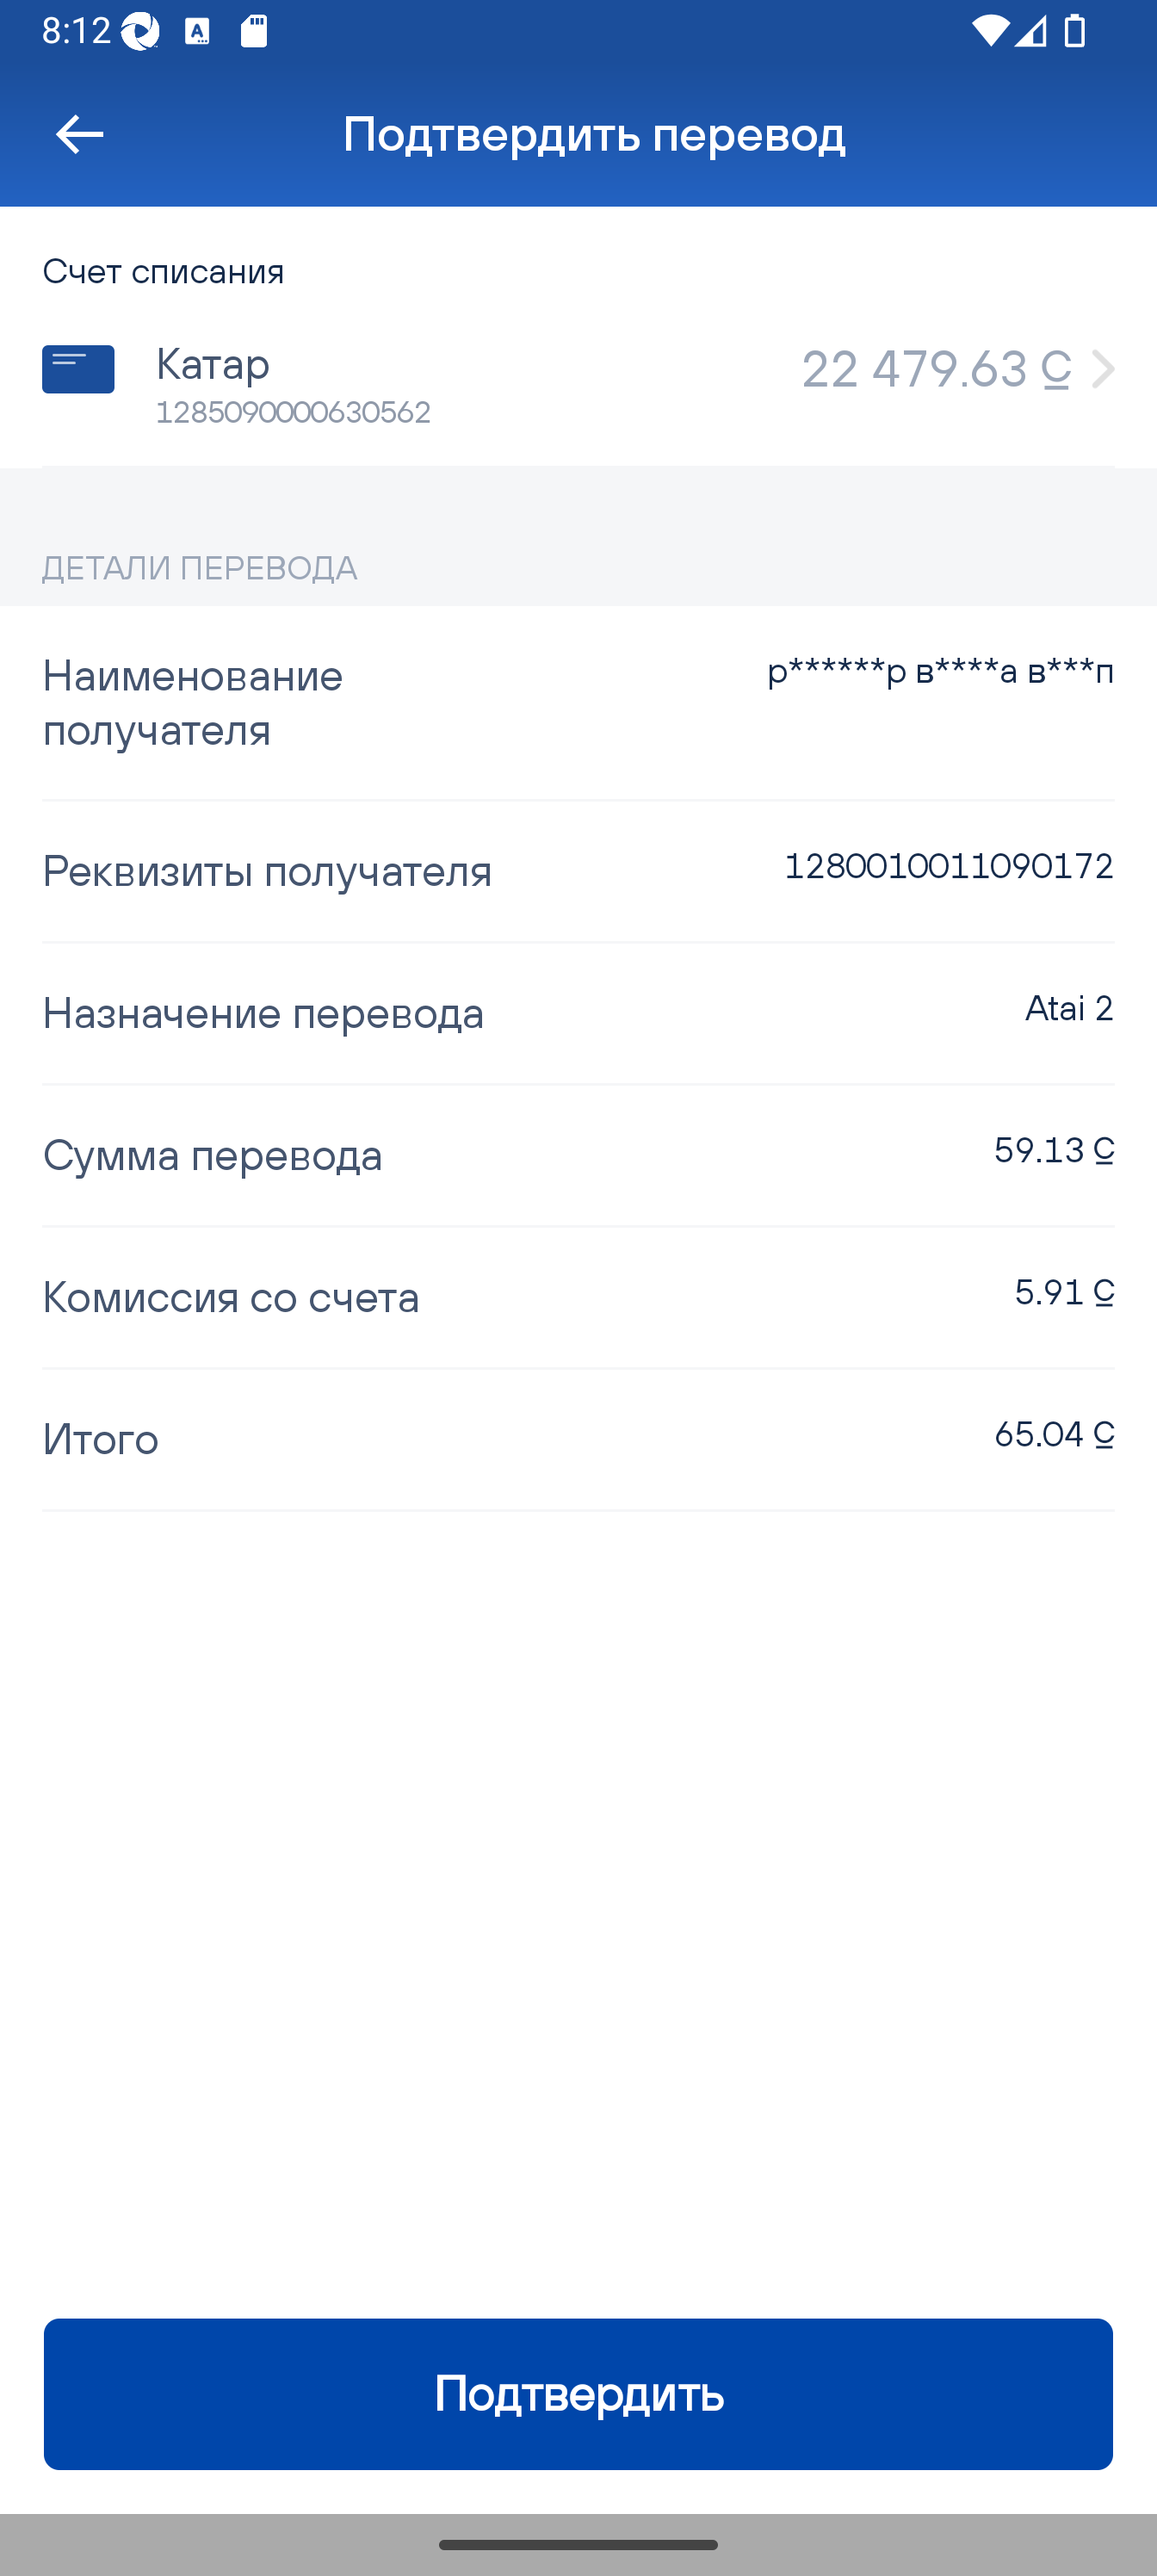 8:12
Подтвердить перевод
Счет списания
Катар
22 479.63 С
1285090000630562
ДЕТАЛИ ПЕРЕВОДА
Наименование
получателя
р******р в****а в***п
Реквизиты получателя
1280010011090172
Назначение перевода
Atai 2
Сумма перевода
59.13 С
Комиссия со счета
5.91 С
Итого
65.04 С
Подтвердить